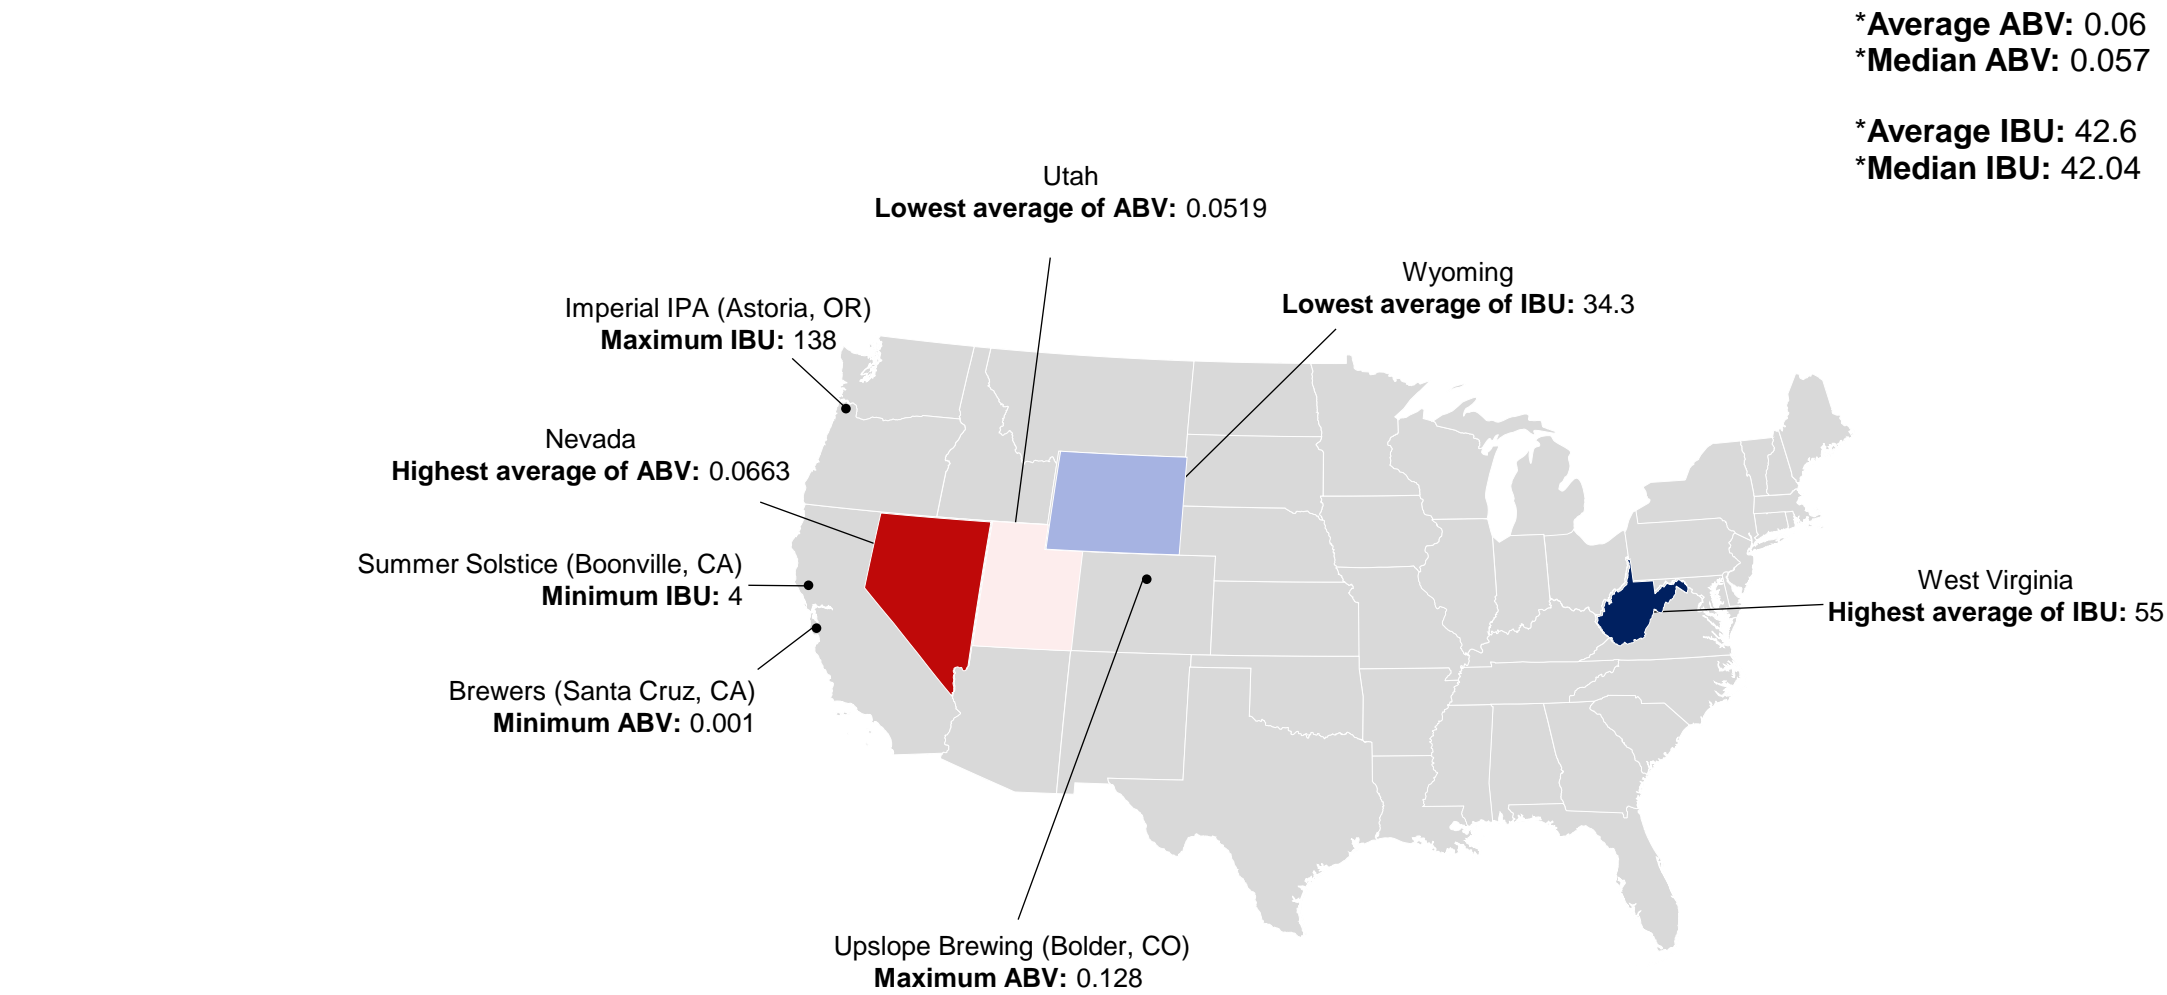 *Average ABV: 0.06
*Median ABV: 0.057
*Average IBU: 42.6
*Median IBU: 42.04
Utah
Lowest average of ABV: 0.0519
Wyoming
Lowest average of IBU: 34.3
Imperial IPA (Astoria, OR)
Maximum IBU: 138
Nevada
Highest average of ABV: 0.0663
Summer Solstice (Boonville, CA)
Minimum IBU: 4
West Virginia
Highest average of IBU: 55
Brewers (Santa Cruz, CA)
Minimum ABV: 0.001
Upslope Brewing (Bolder, CO)
Maximum ABV: 0.128